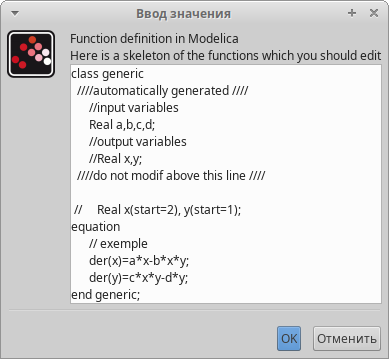 Ввод значения
Function definition in Modelica
Here is a skeleton of the functions which you should edit
class generic
////automatically generated ////
//input variables
Real a,b,c,d;
//output variables
//Real x,y;
////do not modif above this line ////
// Real x(start=2), y(start=1);
equation
// exemple
der(x)=a*x-b*x*y;
der(y)=c*x*y-d*y;
end generic;
OK Отменить